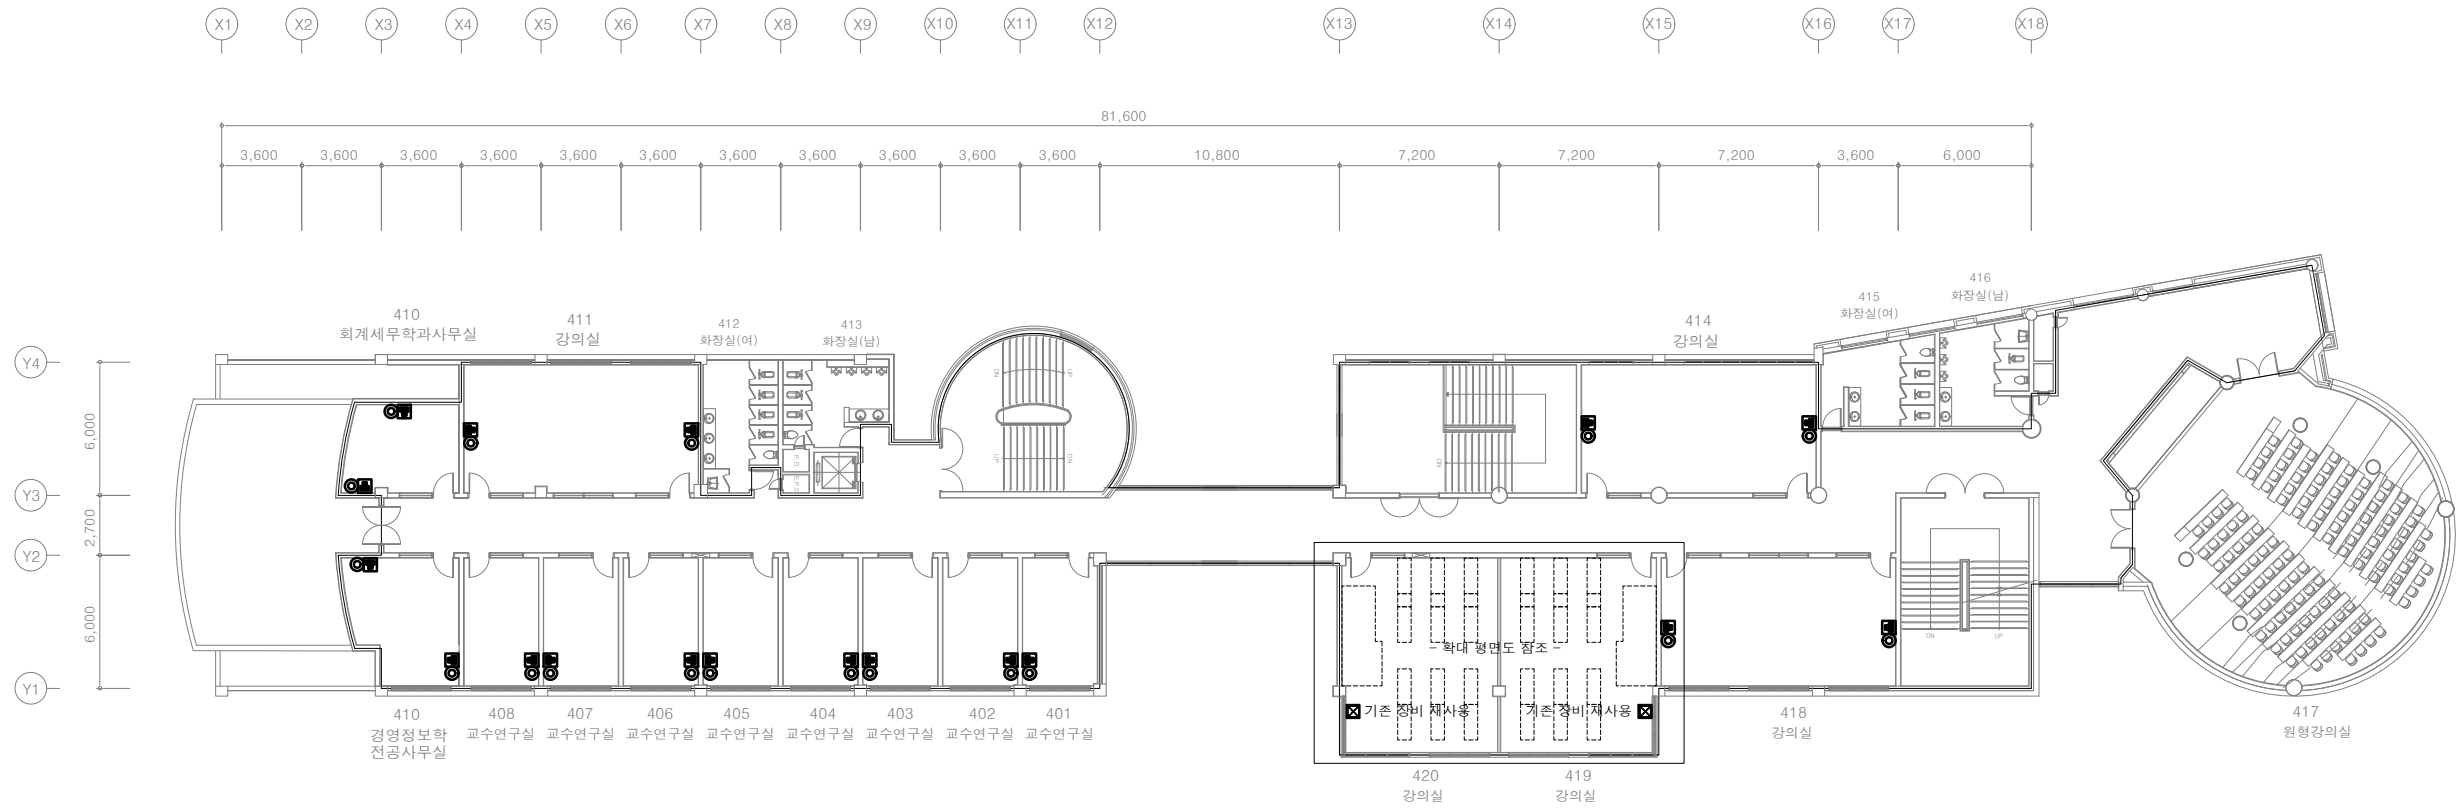 X1 X2 X3 X4 X5 X6 X7 X8 X9 X10 X11 X12 X13 X14 X15 X16 X17 X18
81,600
3,600 3,600 3,600 3,600 3,600 3,600 3,600 3,600 3,600 3,600 3,600 10,800 7,200 7,200 7,200 3,600 6,000
416
화장실(남)
415
화장실(여)
410
회계세무학과사무실
411
강의실
412
화장실(여)
413
화장실(남)
414
강의실
Y4
6,000
Y3
2,700
Y2
6,000
Y1
DN
UP
UP
DN
P.D
E.P.S
DN
DN
UP
- 확대 평면도 참조 -
기존 장비 재사용
기존 장비 재사용
410
경영정보학
전공사무실
408
교수연구실
407
교수연구실
406
교수연구실
405
교수연구실
404
교수연구실
403
교수연구실
402
교수연구실
401
교수연구실
418
강의실
417
원형강의실
420
강의실
419
강의실